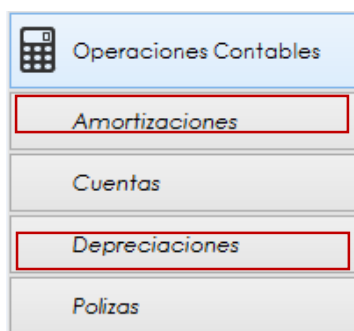 Operaciones Contables
Amortizaciones
Cuentas
Depreciaciones
Polizas